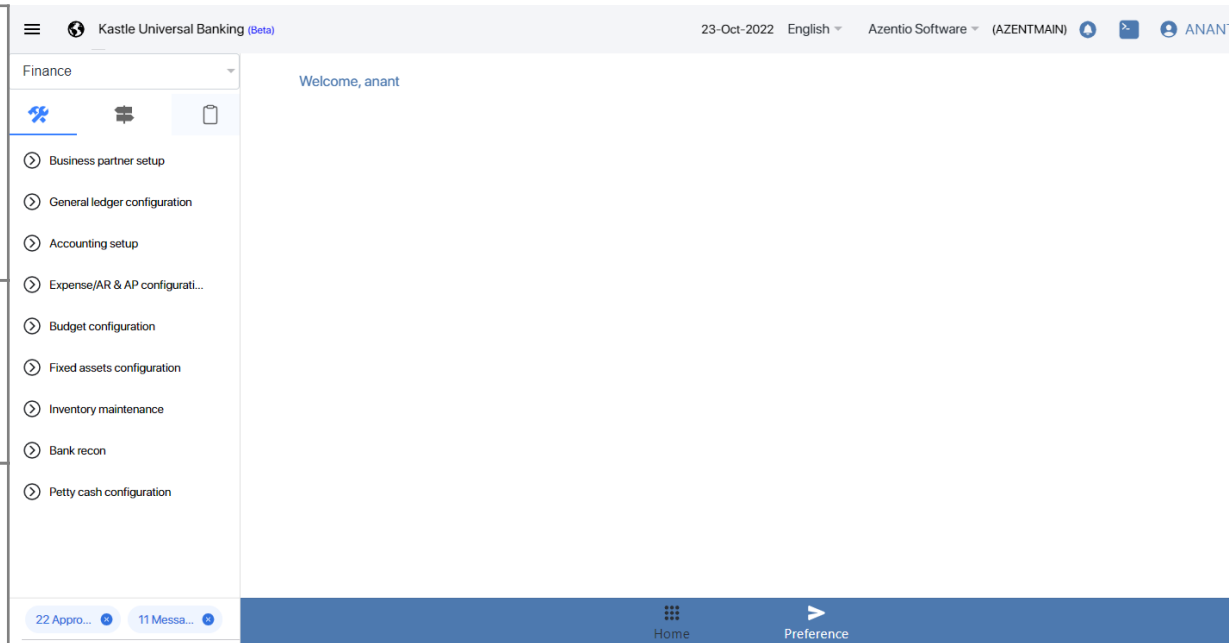 Kastle Universal Banking (Beta) 23-Oct-2022 English Azentio Software (AZENTMAIN) ANANT
Finance
Welcome, anant
Business partner setup
General ledger configuration
Accounting setup
Expense/AR & AP configurati...
Budget configuration
Fixed assets configuration
Inventory maintenance
Bank recon
Petty cash configuration
22 Appro... 11 Messa...
Home Preference